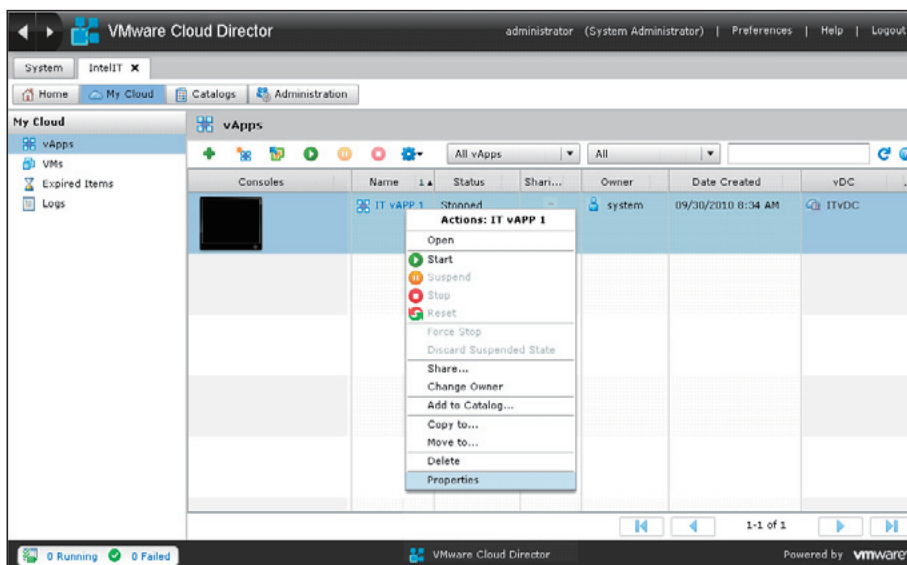 VMware Cloud Director
administrator (System Administrator) | Preferences | Help | Logout
System IntelIT X
Home My Cloud Catalogs Administration
My Cloud
vApps
VMs
Expired Items
Logs
vApps
All vApps All
Consoles Name 1 Status Shari... Owner Date Created vDC
IT vAPP 1 Stopped - system 09/30/2010 8:34 AM ITvDC
Actions: IT vAPP 1
Open
Start
Suspend
Stop
Reset
Force Stop
Discard Suspended State
Share...
Change Owner
Add to Catalog...
Copy to...
Move to...
Delete
Properties
1-1 of 1
0 Running 0 Failed
VMware Cloud Director
Powered by vmware